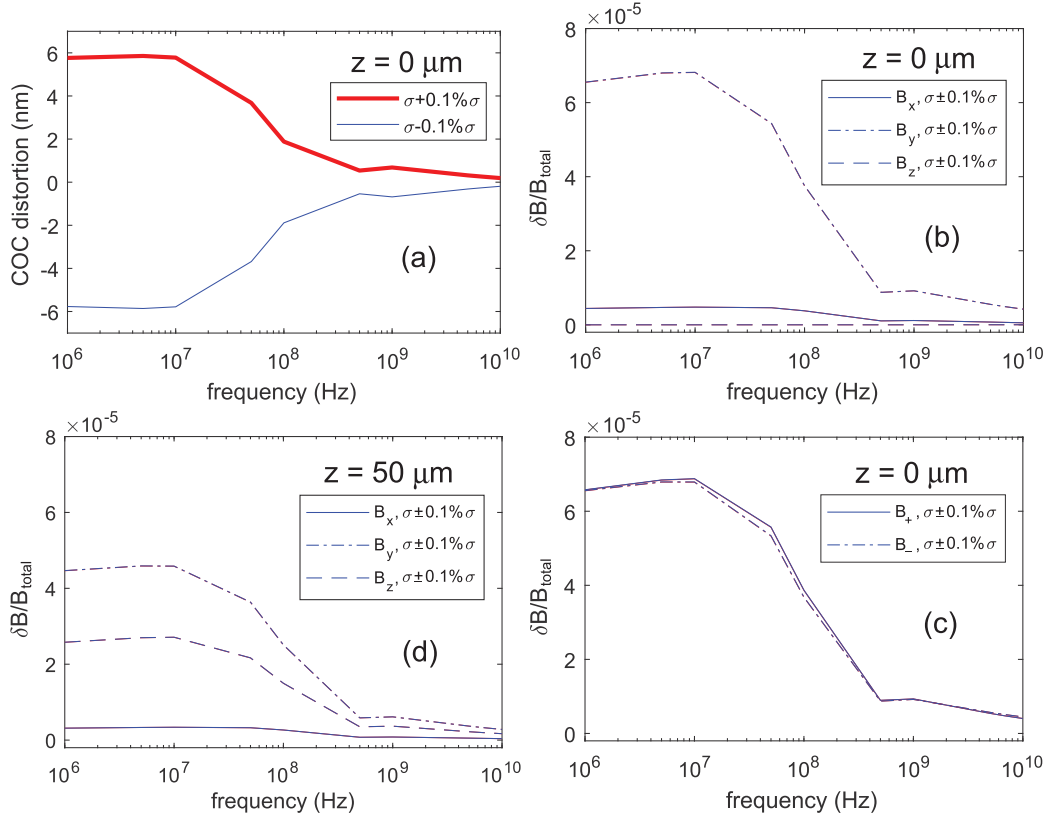 6
4
2
0
-2
-4
-6
COC distortion (nm)
z = 0 μm
σ+0.1%σ
σ-0.1%σ
(a)
10^6 10^7 10^8 10^9 10^10
frequency (Hz)
×10^-5
8
6
4
2
0
δB/B_total
z = 0 μm
B_x, σ±0.1%σ
B_y, σ±0.1%σ
B_z, σ±0.1%σ
(b)
10^6 10^7 10^8 10^9 10^10
frequency (Hz)
×10^-5
8
6
4
2
0
δB/B_total
z = 50 μm
B_x, σ±0.1%σ
B_y, σ±0.1%σ
B_z, σ±0.1%σ
(d)
10^6 10^7 10^8 10^9 10^10
frequency (Hz)
×10^-5
8
6
4
2
0
δB/B_total
z = 0 μm
B_+, σ±0.1%σ
B_−, σ±0.1%σ
(c)
10^6 10^7 10^8 10^9 10^10
frequency (Hz)